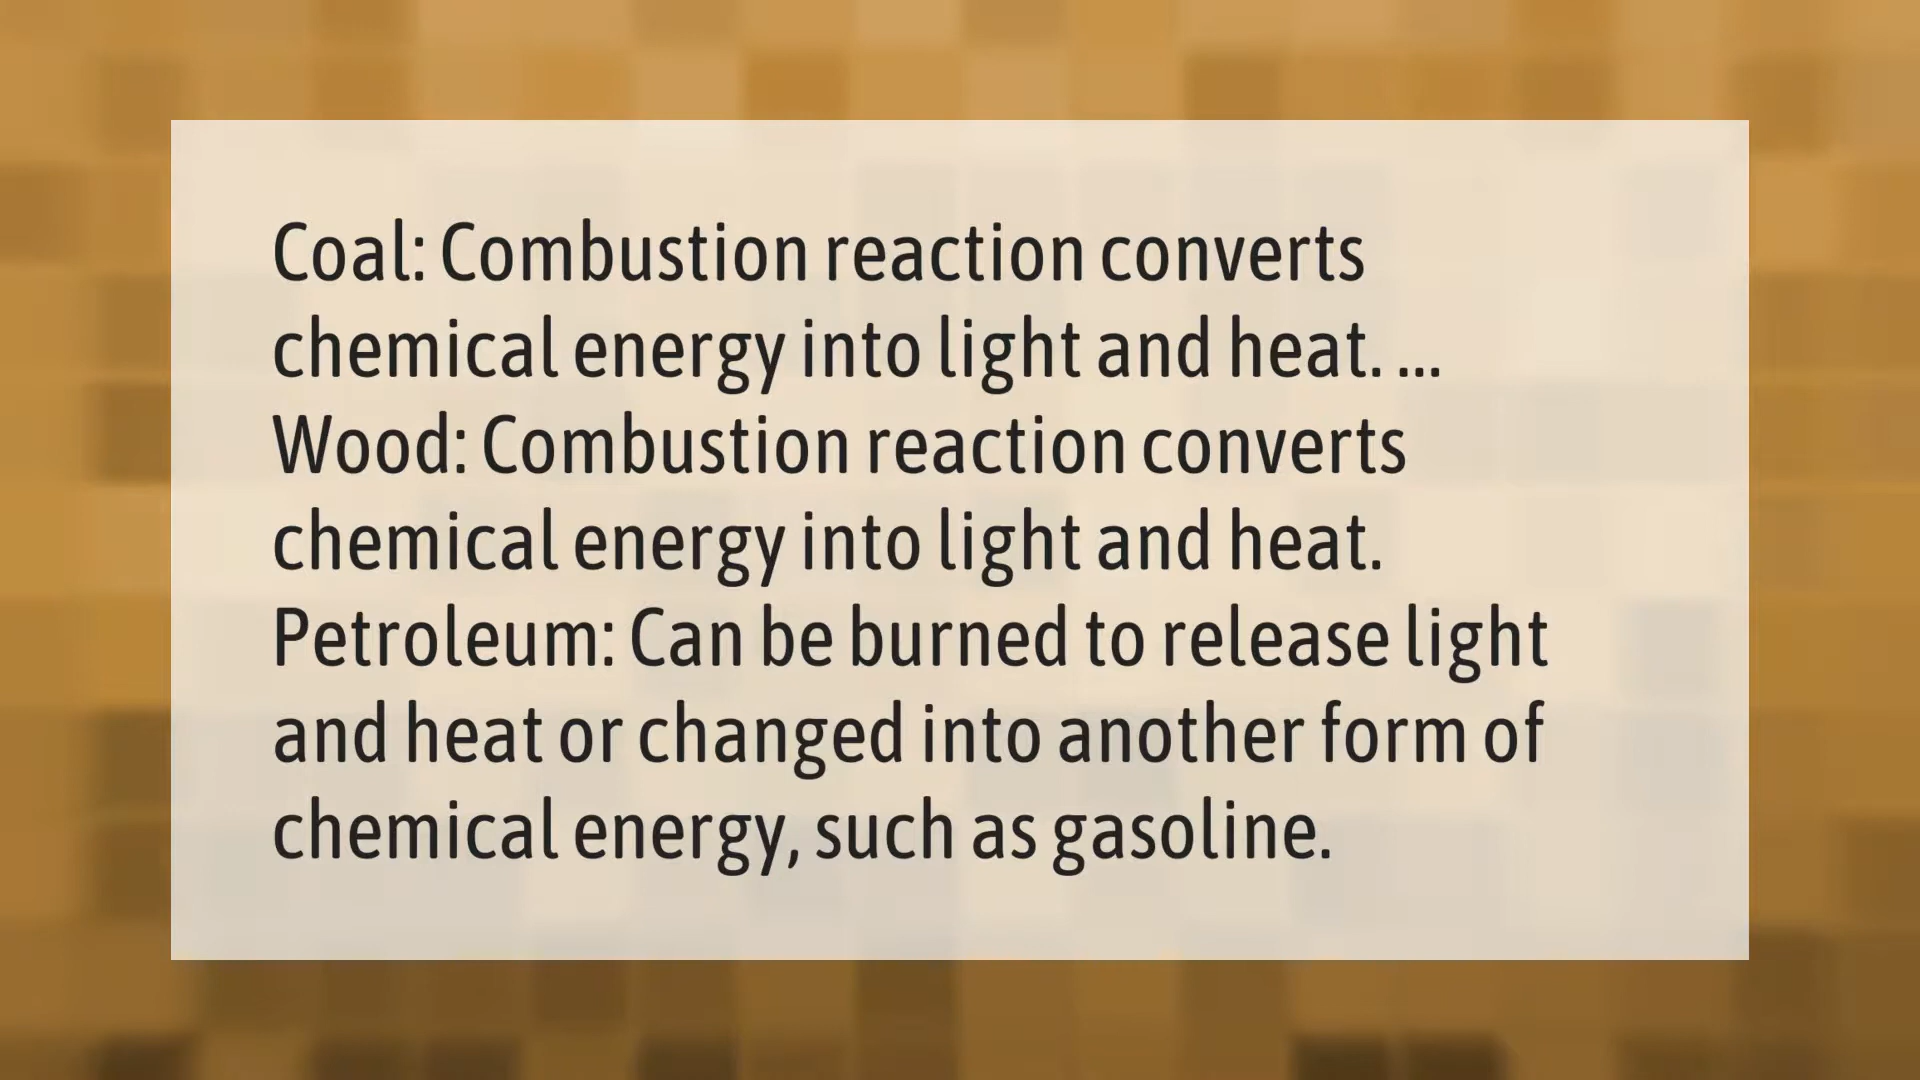 Coal: Combustion reaction converts
chemical energy into light and heat. ...
Wood: Combustion reaction converts
chemical energy into light and heat.
Petroleum: Can be burned to release light
and heat or changed into another form of
chemical energy, such as gasoline.